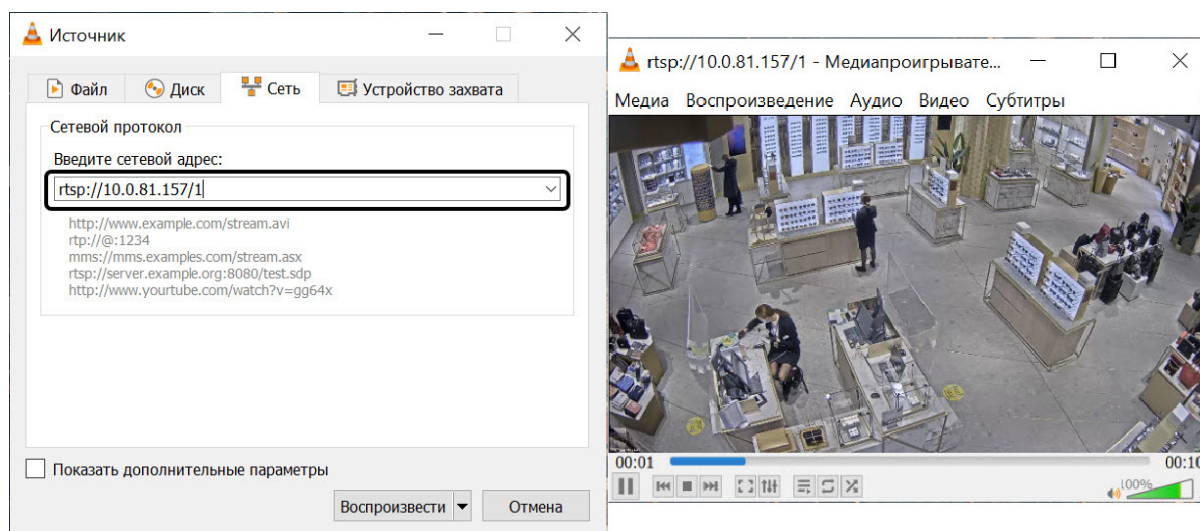 Источник
Файл Диск Сеть Устройство захвата
Сетевой протокол
Введите сетевой адрес:
rtsp://10.0.81.157/1
http://www.example.com/stream.avi
rtp://@:1234
mms://mms.examples.com/stream.asx
rtsp://server.example.org:8080/test.sdp
http://www.yourtube.com/watch?v=gg64x
Показать дополнительные параметры
Воспроизвести Отмена
rtsp://10.0.81.157/1 - Медиапроигрывате...
Медиа Воспроизведение Аудио Видео Субтитры
00:01 00:10
100%